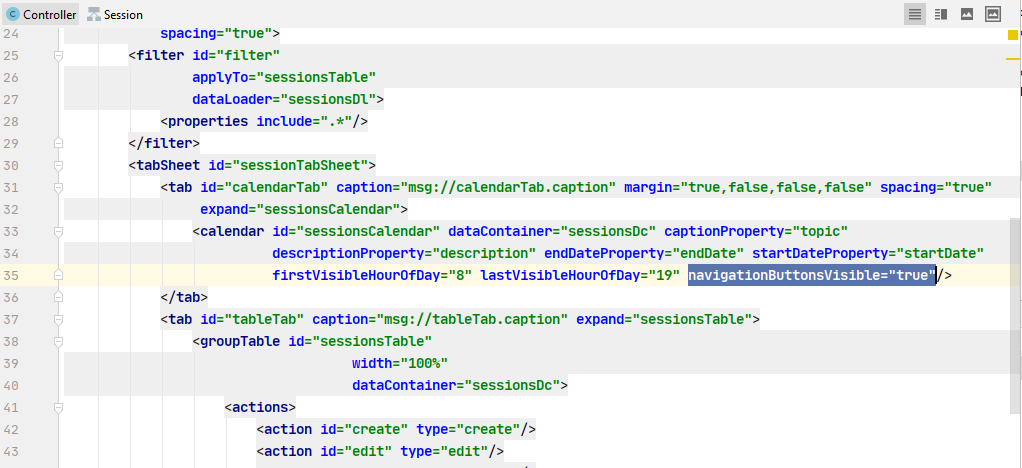 Controller Session
24 spacing="true">
25 <filter id="filter"
26 applyTo="sessionsTable"
27 dataLoader="sessionsDl">
28 <properties include=".*"/>
29 </filter>
30 <tabSheet id="sessionTabSheet">
31 <tab id="calendarTab" caption="msg://calendarTab.caption" margin="true,false,false,false" spacing="true"
32 expand="sessionsCalendar">
33 <calendar id="sessionsCalendar" dataContainer="sessionsDc" captionProperty="topic"
34 descriptionProperty="description" endDateProperty="endDate" startDateProperty="startDate"
35 firstVisibleHourOfDay="8" lastVisibleHourOfDay="19" navigationButtonsVisible="true"/>
36 </tab>
37 <tab id="tableTab" caption="msg://tableTab.caption" expand="sessionsTable">
38 <groupTable id="sessionsTable"
39 width="100%"
40 dataContainer="sessionsDc">
41 <actions>
42 <action id="create" type="create"/>
43 <action id="edit" type="edit"/>